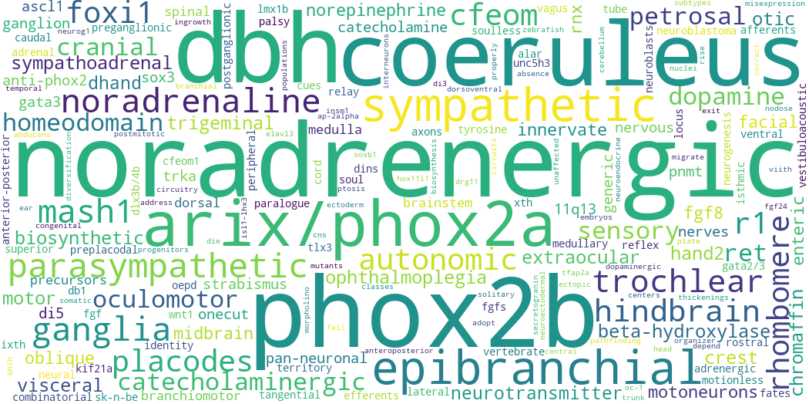 ascl1
foxi1
spinal
ingrowth
lmx1b
palsy
norepinephrine
cfeom
rnx
vagus
zebrafish
tube
petrosal
subtypes
misexpression
ganglion
caudal
preganglionic
catecholamine
soulless
otic
adrenal
neurog1
cranial
dbh
coeruleus
neuroblastoma
afferents
alar
unc5h3
sympathoadrenal
postganglionic
populations
cues
relay
interneurons
properly
absence
cerebellum
neuroblasts
nuclei
rise
correct
anti-phox2
sox3
dhand
temporal
branchial
di3
dorsoventral
nodose
gata3
noradrenaline
insm1
ap-2alpha
sympathetic
dopamine
locus
exit
homeodomain
trigeminal
medulla
axons
tyrosine
innervate
nervous
facial
ventral
vestibuloacoustic
abducens
postmitotic
elavl3
soxb1
noradrenergic
diversification
cfeom1
trka
peripheral
cord
biosynthesis
circuits
unaffected
neuroendocrine
generic
migrate
pnmt
isthmic
neurogenesis
viith
anterior-posterior
circuitry
dlx3b/4b
soul
dins
ptosis
hox11l1
drg11
ear
mash1
address
dorsal
paralogue
ectoderm
brainstem
xth
11q13
embryos
fgf8
r1
fgf24
congenital
isl1-lhx3
arix/phox2a
sensory
nerves
plate
biosynthetic
preplacodal
progenitors
die
cns
tlx3
medullary
reflex
hand2
ret
superior
mutants
autonomic
extraocular
dopaminergic
gata2/3
parasympathetic
precursors
oepd
strabismus
ophthalmoplegia
tfap2a
ectopic
centers
thickenings
rhombomere
enteric
chromaffin
db1
somatic
classes
solitary
motor
oculomotor
trochlear
di5
fgf
wnt1
onecut
morpholino
phox2b
fgfs
adopt
secretogranin
neuroectodermal
hindbrain
ixth
ganglia
midbrain
identity
fail
pathfinding
organizer
depend
rostral
beta-hydroxylase
oblique
kif21a
pan-neuronal
anteroposterior
vertebrate
central
head
adrenergic
crest
motionless
bhlh
neural
placodes
territory
epibranchial
visceral
catecholaminergic
lateral
neurotransmitter
oc-1
trunk
motoneurons
fates
combinatorial
sk-n-be
branchiomotor
tangential
efferents